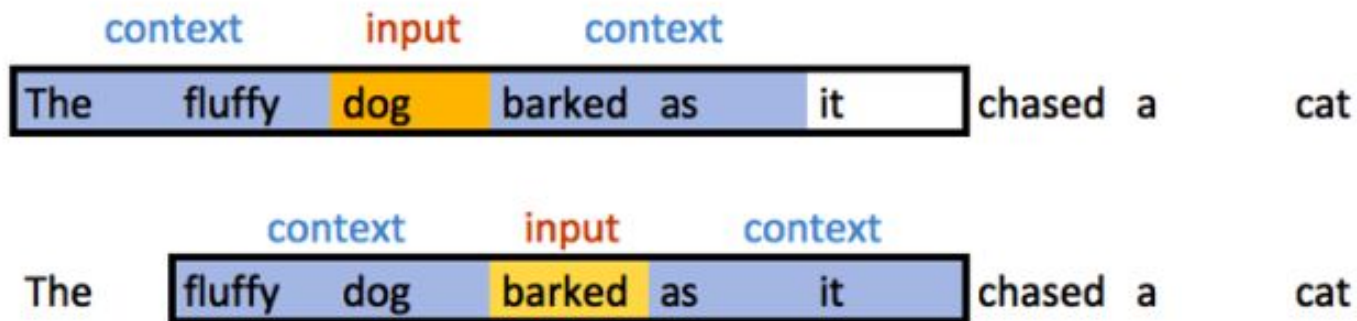 context input context
The fluffy dog barked as it chased a cat
context input context
The fluffy dog barked as it chased a cat